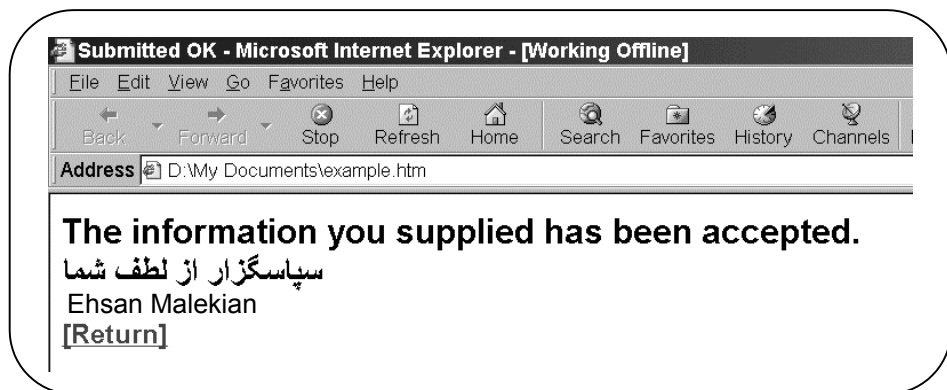 Submitted OK - Microsoft Internet Explorer - [Working Offline]
File Edit View Go Favorites Help
Back Forward Stop Refresh Home Search Favorites History Channels
Address D:\My Documents\example.htm
The information you supplied has been accepted.
سپاسگزار از لطف شما
Ehsan Malekian
[Return]